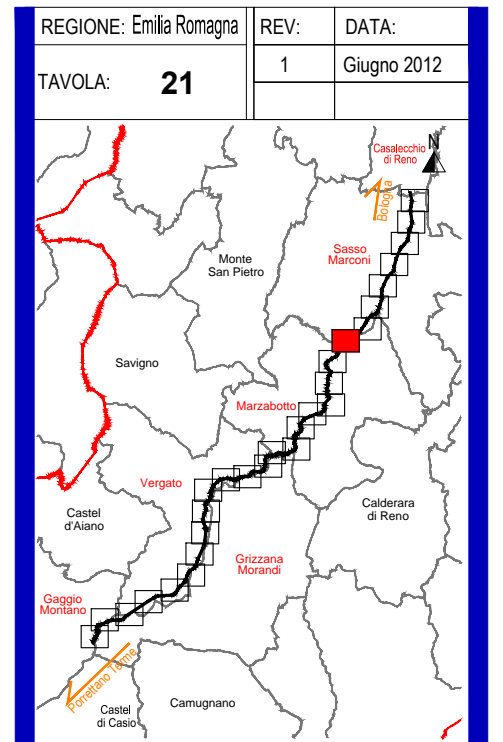 REGIONE: Emilia Romagna
REV:
DATA:
TAVOLA:
21
1
Giugno 2012
Casalecchio
di Reno
N
Bologna
Sasso
Marconi
Monte
San Pietro
Savigno
Marzabotto
Vergato
Castel
d'Aiano
Calderara
di Reno
Grizzana
Morandi
Gaggio
Montano
Porrettano Terme
Castel
di Casio
Camugnano